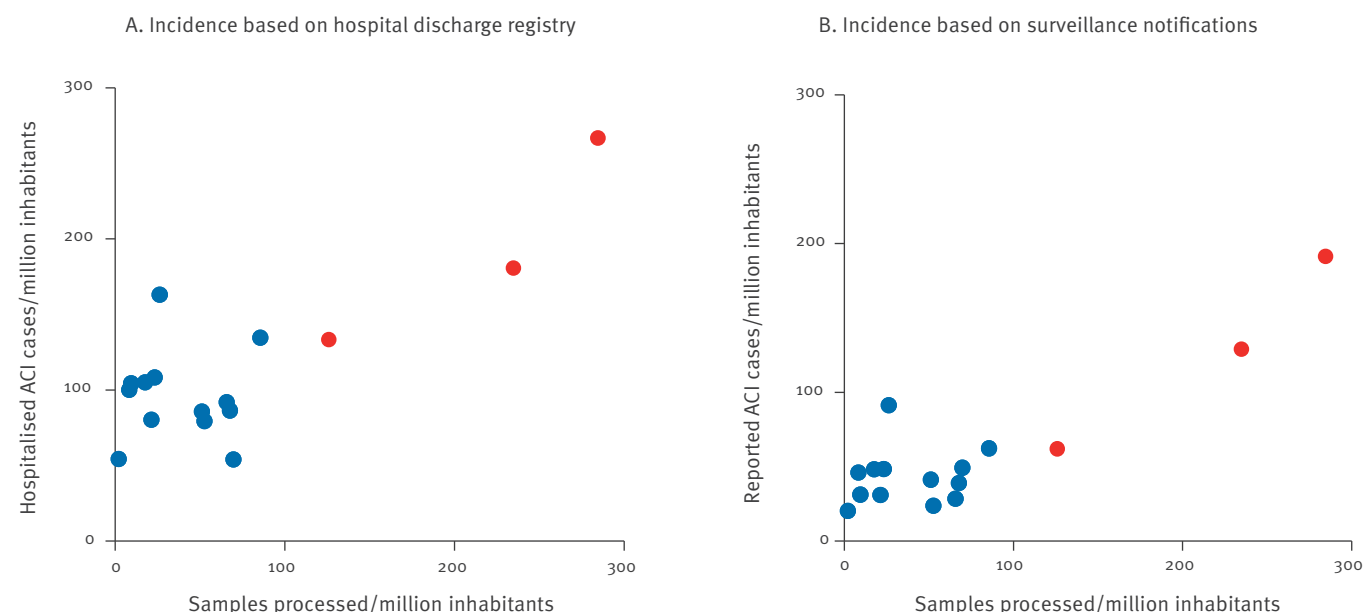 A. Incidence based on hospital discharge registry
Hospitalised ACI cases/million inhabitants
300
200
100
0
0 100 200 300
Samples processed/million inhabitants
B. Incidence based on surveillance notifications
Reported ACI cases/million inhabitants
300
200
100
0
0 100 200 300
Samples processed/million inhabitants